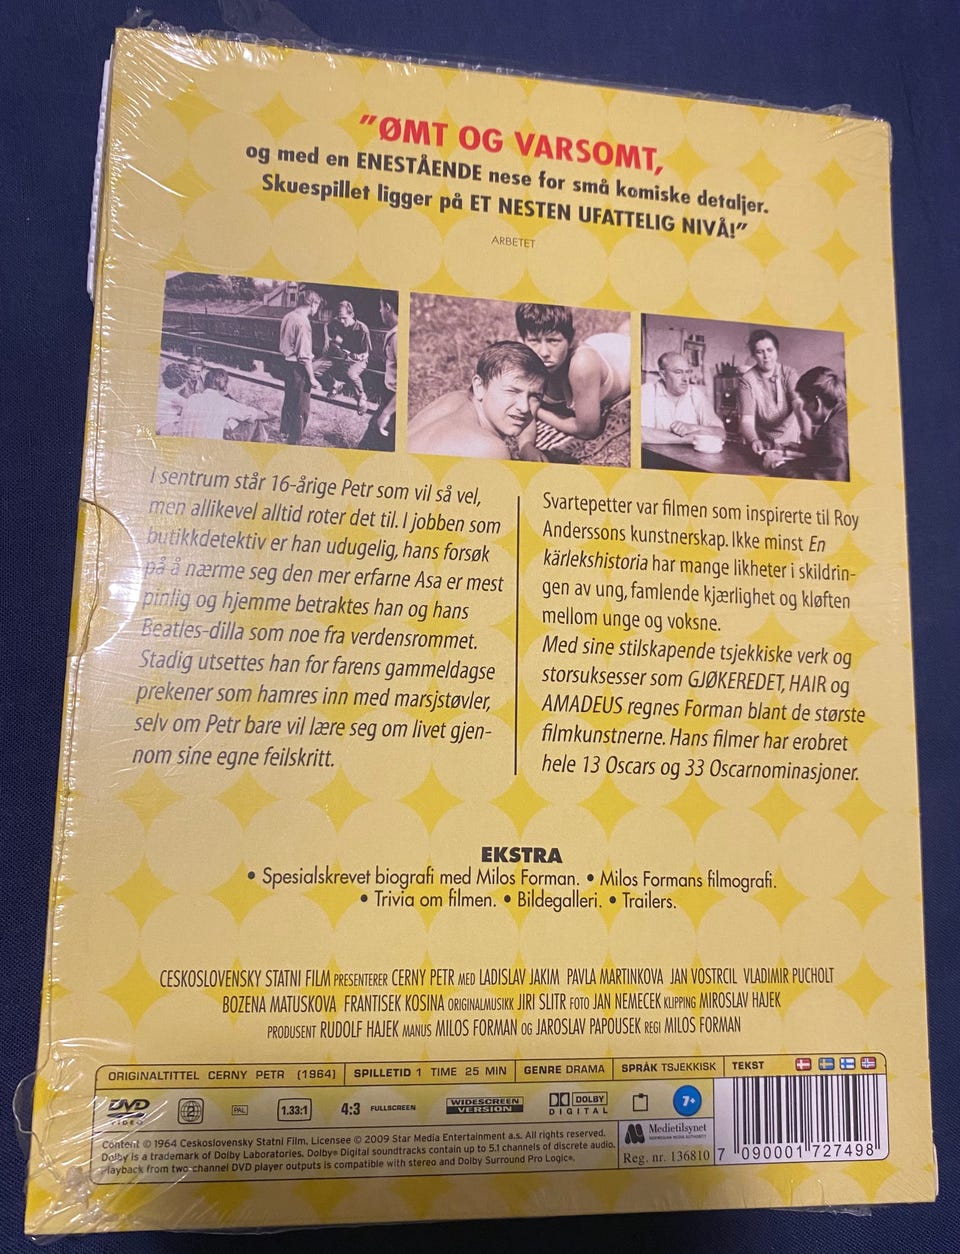 ”ØMT OG VARSOMT,
og med en ENESTÅENDE nese for små komiske detaljer.
Skuespillet ligger på ET NESTEN UFATTELIG NIVÅ!”
ARBETET
I sentrum står 16-årige Petr som vil så vel,
men allikevel alltid roter det til. I jobben som
butikkdetektiv er han udugelig, hans forsøk
på å nærme seg den mer erfarne Asa er mest
pinlig og hjemme betraktes han og hans
Beatles-dilla som noe fra verdensrommet.
Stadig utsettes han for farens gammeldagse
prekener som hamres inn med marsjstøvler,
selv om Petr bare vil lære seg om livet gjen-
nom sine egne feilskritt.
Svartepetter var filmen som inspirerte til Roy
Anderssons kunstnerskap. Ikke minst En
kärlekshistoria har mange likheter i skildrin-
gen av ung, famlende kjærlighet og kløften
mellom unge og voksne.
Med sine stilskapende tsjekkiske verk og
storsuksesser som GJØKEREDET, HAIR og
AMADEUS regnes Forman blant de største
filmkunstnerne. Hans filmer har erobret
hele 13 Oscars og 33 Oscarnominasjoner.
EKSTRA
• Spesialskrevet biografi med Milos Forman. • Milos Formans filmografi.
• Trivia om filmen. • Bildegalleri. • Trailers.
CESKOSLOVENSKY STATNI FILM PRESENTERER CERNY PETR MED LADISLAV JAKIM PAVLA MARTINKOVA JAN VOSTRCIL VLADIMIR PUCHOLT
BOZENA MATUSKOVA FRANTISEK KOSINA ORIGINALMUSIKK JIRI SLITR FOTO JAN NEMECEK KLIPPING MIROSLAV HAJEK
PRODUSENT RUDOLF HAJEK MANUS MILOS FORMAN OG JAROSLAV PAPOUSEK REGI MILOS FORMAN
ORIGINALTITTEL CERNY PETR (1964) SPILLETID 1 TIME 25 MIN GENRE DRAMA SPRÅK TSJEKKISK TEKST
DVD VIDEO 2 PAL 1.33:1 4:3 FULLSCREEN WIDESCREEN VERSION DOLBY DIGITAL 7+
Content © 1964 Ceskoslovensky Statni Film. Licensee © 2009 Star Media Entertainment a.s. All rights reserved.
Dolby is a trademark of Dolby Laboratories. Dolby® Digital soundtracks contain up to 5.1 channels of discrete audio.
Playback from two-channel DVD player outputs is compatible with stereo and Dolby Surround Pro Logic®.
Medietilsynet
NORWEGIAN MEDIA AUTHORITY
Reg. nr. 136810
7 090001 727498